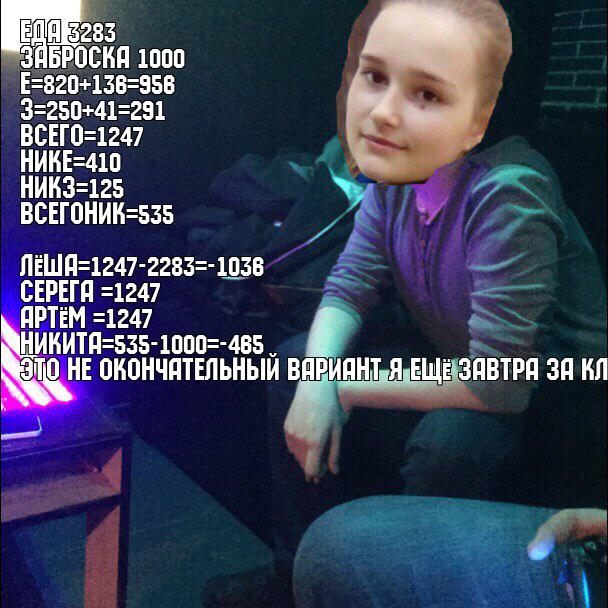 ЕДА 3283
ЗАБРОСКА 1000
Е=820+136=956
З=250+41=291
ВСЕГО=1247
НИКЕ=410
НИКЗ=125
ВСЕГОНИК=535
ЛЁША=1247-2283=-1036
СЕРЕГА =1247
АРТЁМ =1247
НИКИТА=535-1000=-465
ЭТО НЕ ОКОНЧАТЕЛЬНЫЙ ВАРИАНТ Я ЕЩЁ ЗАВТРА ЗА КЛ